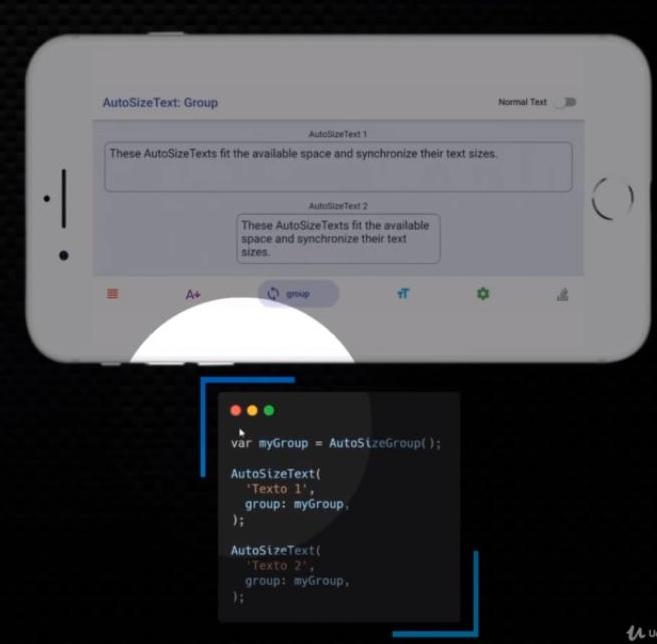 AutoSizeText: Group
Normal Text
AutoSizeText 1
These AutoSizeTexts fit the available space and synchronize their text sizes.
AutoSizeText 2
These AutoSizeTexts fit the available
space and synchronize their text
sizes.
A+
group
TT
var myGroup = AutoSizeGroup();
AutoSizeText(
'Texto 1',
group: myGroup,
);
AutoSizeText(
'Texto 2',
group: myGroup,
);